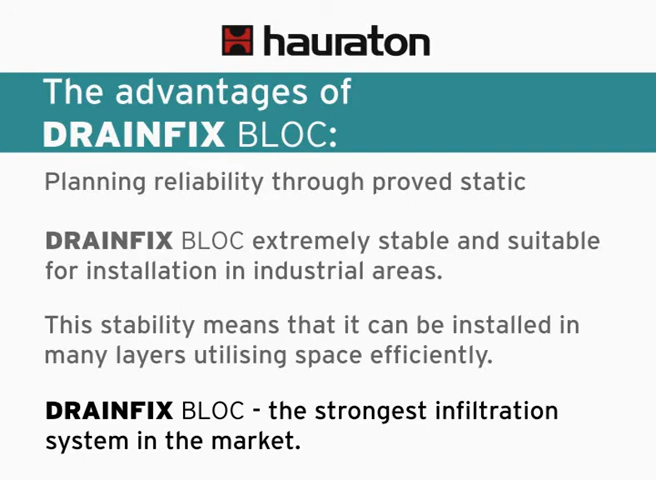 hauraton
The advantages of
DRAINFIX BLOC:
Planning reliability through proved static
DRAINFIX BLOC extremely stable and suitable
for installation in industrial areas.
This stability means that it can be installed in
many layers utilising space efficiently.
DRAINFIX BLOC - the strongest infiltration
system in the market.